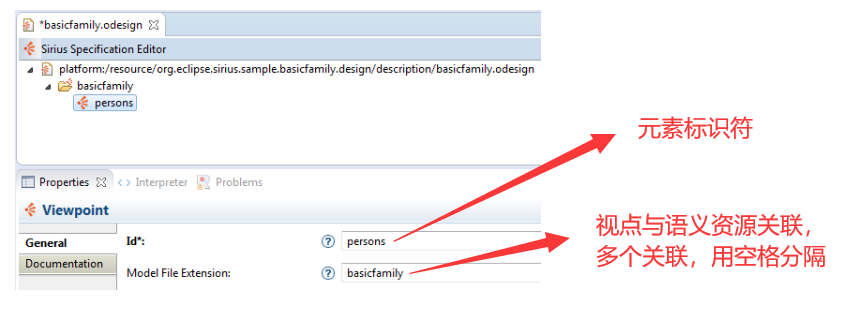 *basicfamily.odesign
Sirius Specification Editor
platform:/resource/org.eclipse.sirius.sample.basicfamily.design/description/basicfamily.odesign
basicfamily
persons
元素标识符
Properties <> Interpreter Problems
Viewpoint
General
Id*: persons
视点与语义资源关联，
多个关联，用空格分隔
Documentation
Model File Extension: basicfamily